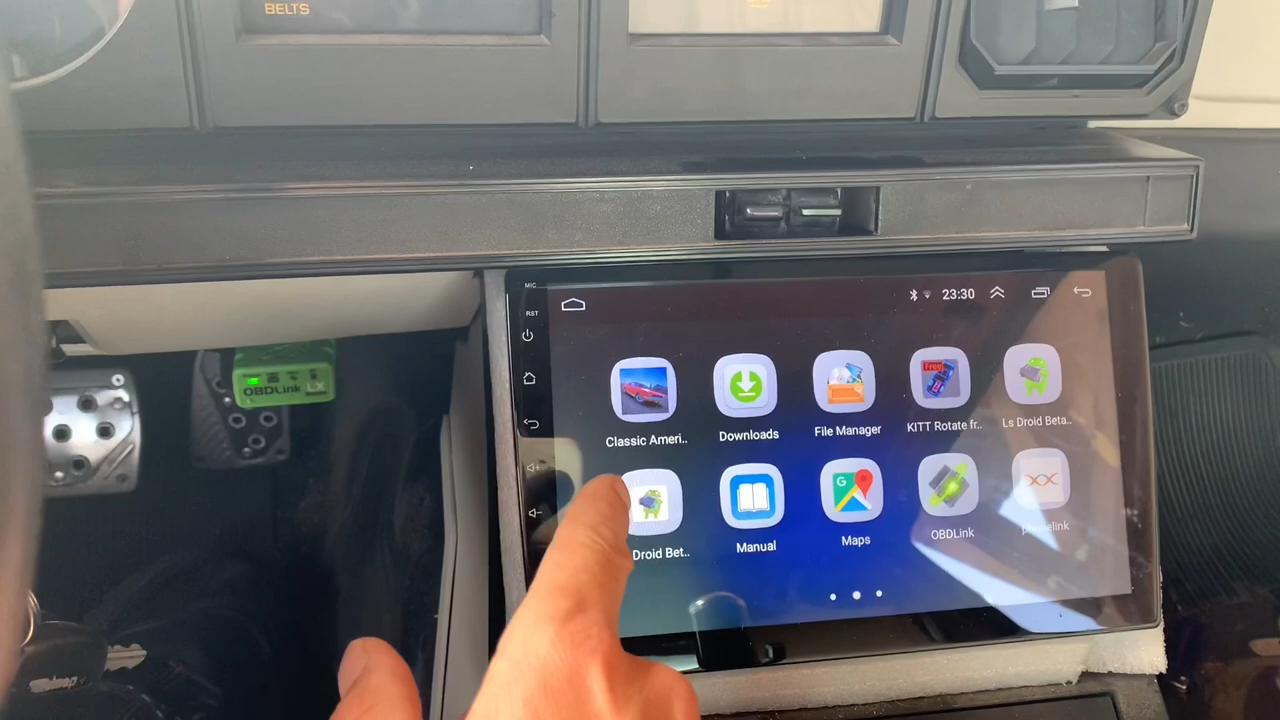 BELTS
MIC
RST
23:30
Free
Classic Ameri..
Downloads
File Manager
KITT Rotate fr..
Ls Droid Beta..
G
Droid Bet..
Manual
Maps
OBDLink
OBDLink LX